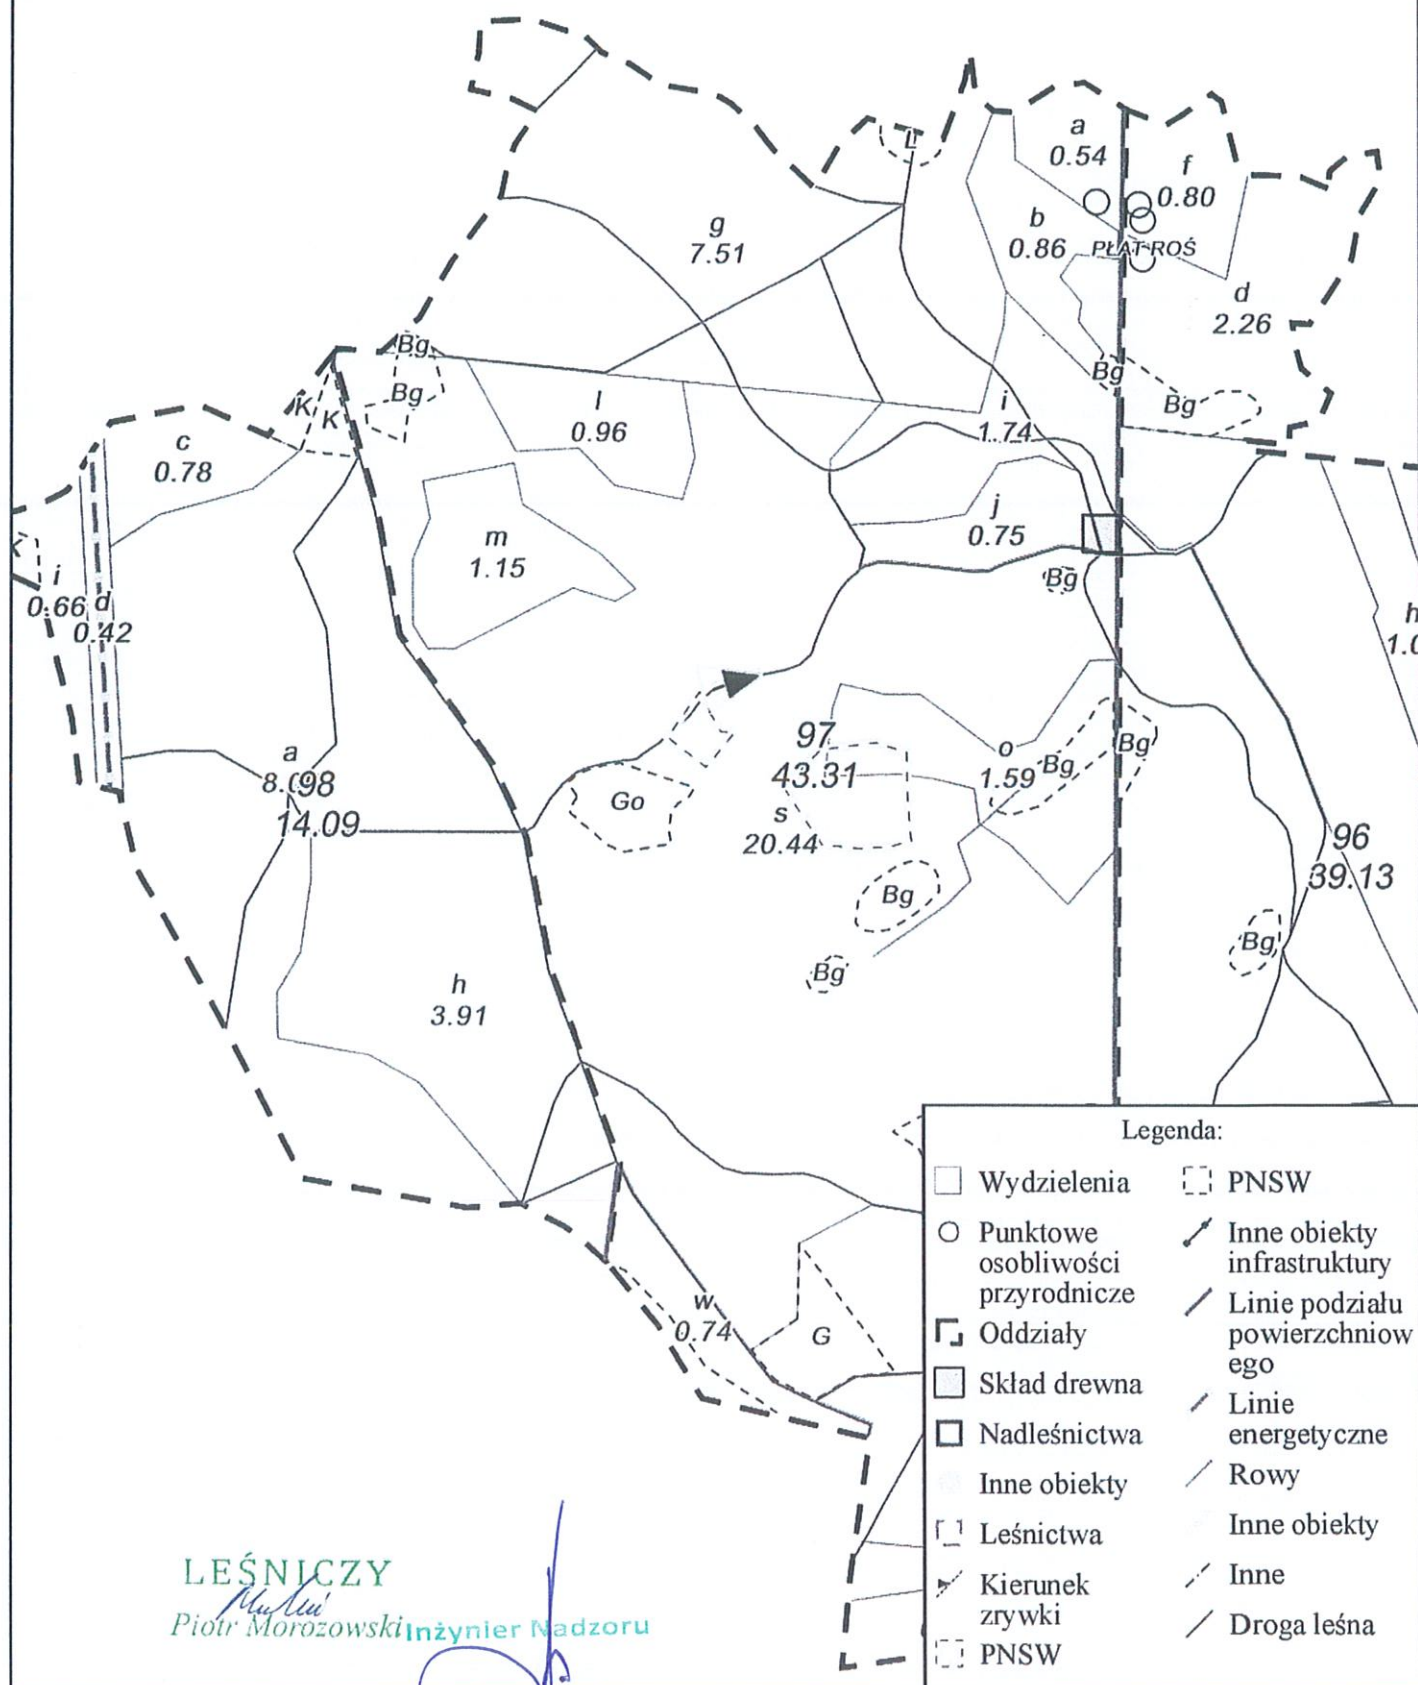 a
0.54
f
0.80
L
b
0.86
PŁAT ROŚ
g
7.51
d
2.26
Bg
Bg
Bg
Bg
K
K
l
0.96
i
1.74
c
0.78
m
1.15
j
0.75
K
i
0.66
d
0.42
Bg
h
97
43.31
o
1.59
Bg
Bg
a
98
14.09
Go
s
20.44
96
39.13
Bg
Bg
Bg
h
3.91
w
0.74
G
Legenda:
Wydzielenia
Punktowe
osobliwości
przyrodnicze
Oddziały
Skład drewna
Nadleśnictwa
Inne obiekty
Leśnictwa
Kierunek
zrywki
PNSW
PNSW
Inne obiekty
infrastruktury
Linie podziału
powierzchniow
ego
Linie
energetyczne
Rowy
Inne obiekty
Inne
Droga leśna
LEŚNICZY
Piotr Morozowski
Inżynier Nadzoru